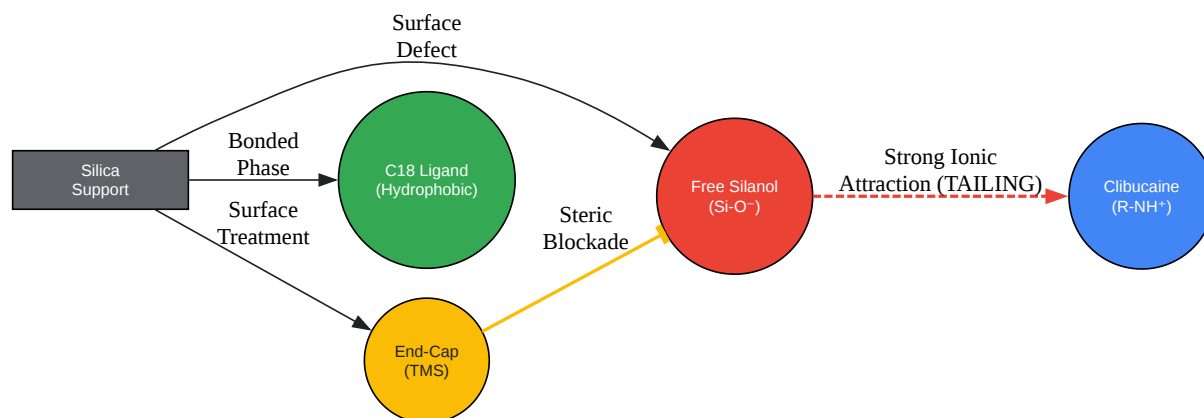 Surface
Defect
Bonded
Phase
Silica
Support
C18 Ligand
(Hydrophobic)
Surface
Treatment
End-Cap
(TMS)
Steric
Blockade
Free Silanol
(Si-O⁻)
Strong Ionic
Attraction (TAILING)
Clibucaine
(R-NH⁺)